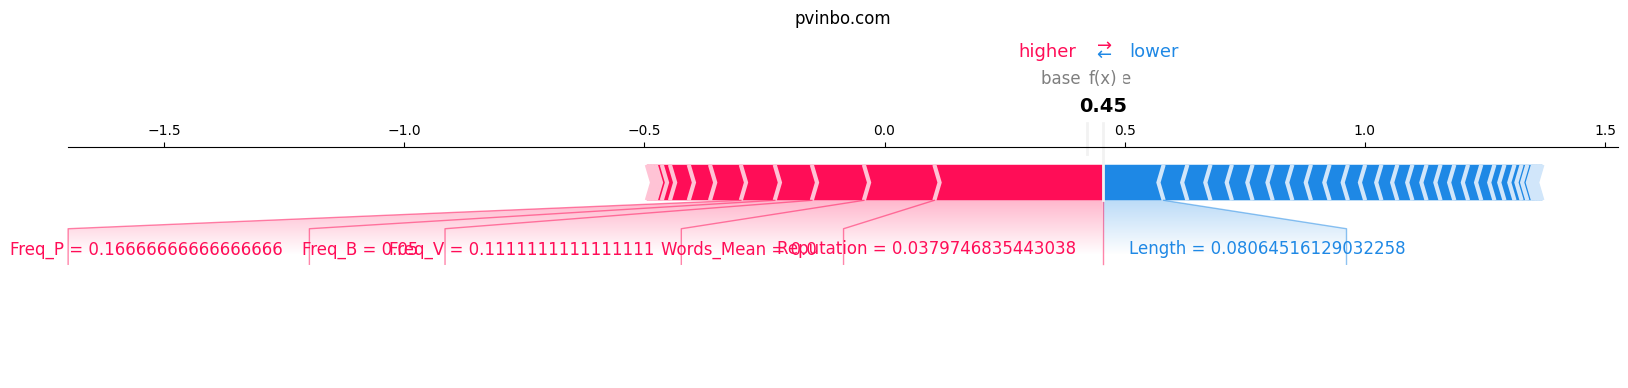 pvinbo.com
higher ⇄ lower
base f(x) e
0.45
−1.5 −1.0 −0.5 0.0 0.5 1.0 1.5
Freq_P = 0.16666666666666666 Freq_B = 0.05 Freq_V = 0.1111111111111111 Words_Mean = 0.0 Reputation = 0.0379746835443038 Length = 0.08064516129032258